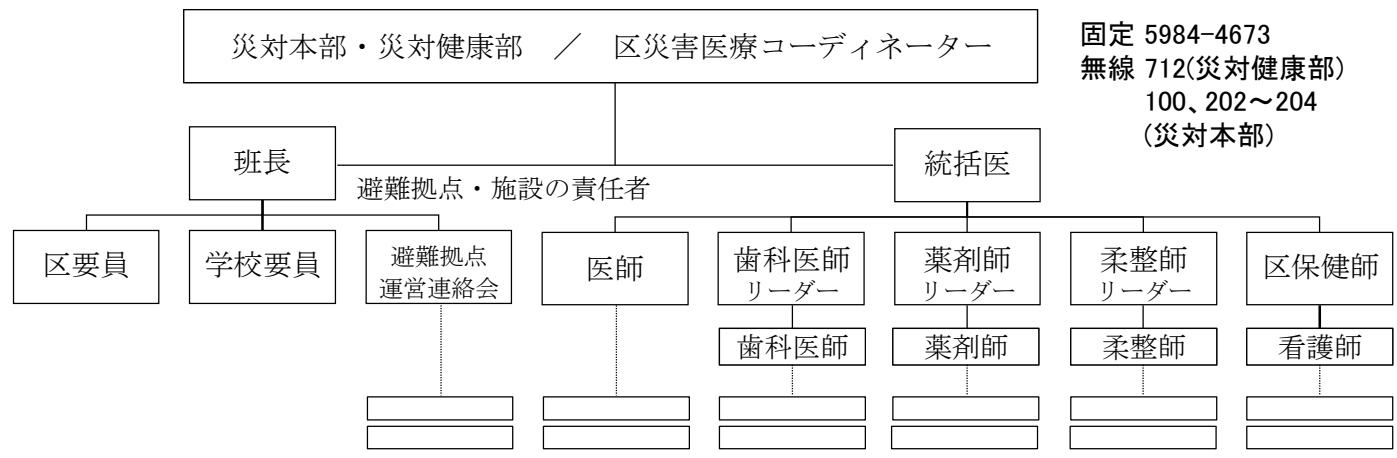 災対本部・災対健康部 ／ 区災害医療コーディネーター
固定 5984-4673
無線 712(災対健康部)
100、202～204
(災対本部)
班長
統括医
避難拠点・施設の責任者
区要員
学校要員
避難拠点
運営連絡会
医師
歯科医師
リーダー
薬剤師
リーダー
柔整師
リーダー
区保健師
歯科医師
薬剤師
柔整師
看護師